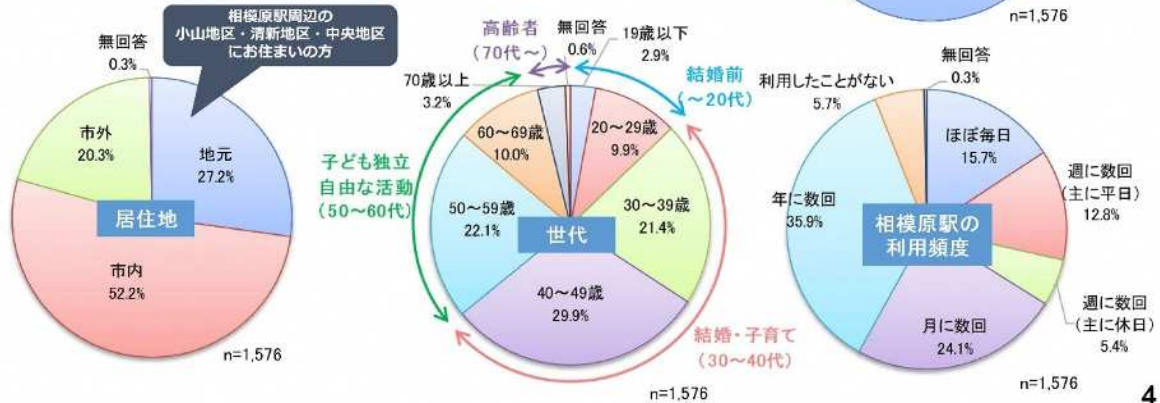 n=1,576
相模原駅周辺の
小山地区・清新地区・中央地区
にお住まいの方
無回答
0.3%
市外
20.3%
地元
27.2%
居住地
市内
52.2%
n=1,576
高齢者
(70代～)
無回答
0.6%
19歳以下
2.9%
結婚前
(～20代)
70歳以上
3.2%
60～69歳
10.0%
20～29歳
9.9%
子ども独立
自由な活動
(50～60代)
50～59歳
22.1%
世代
30～39歳
21.4%
40～49歳
29.9%
結婚・子育て
(30～40代)
n=1,576
無回答
0.3%
利用したことがない
5.7%
ほぼ毎日
15.7%
週に数回
(主に平日)
12.8%
年に数回
35.9%
相模原駅の
利用頻度
週に数回
(主に休日)
5.4%
月に数回
24.1%
n=1,576
4